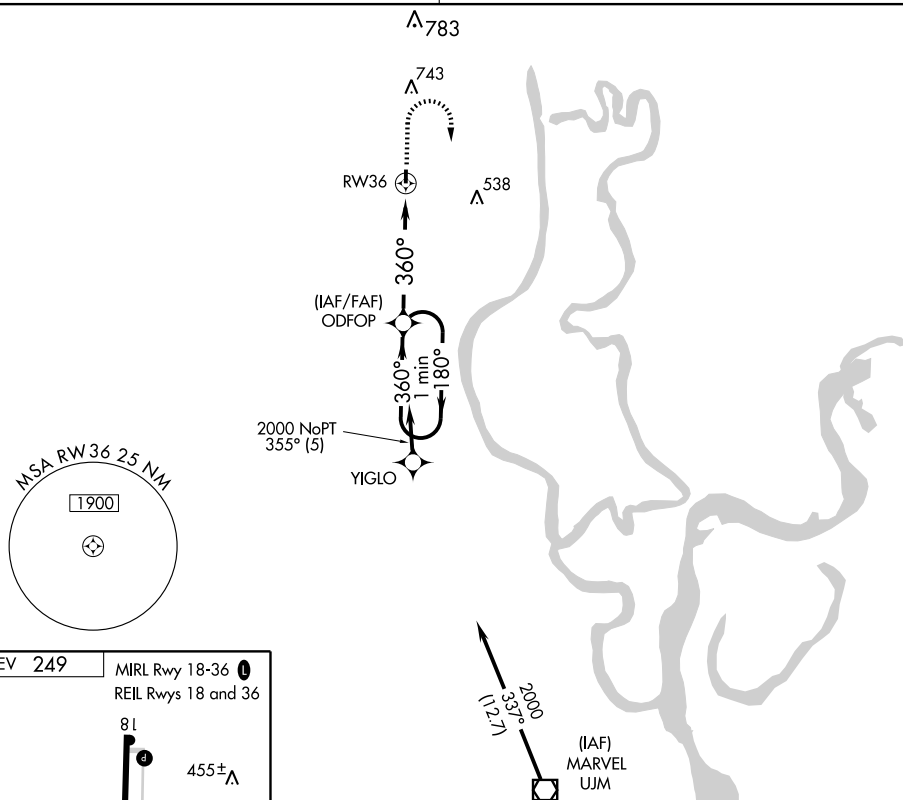 783
743
RW36
538
360°
(IAF/FAF)
ODFOP
360°
1 min
180°
2000 NoPT
355° (5)
YIGLO
MSA RW36 25 NM
1900
EV 249
MIRL Rwy 18-36 L
REIL Rwys 18 and 36
18
P
455±
2000
337°
(12.7)
(IAF)
MARVEL
UJM